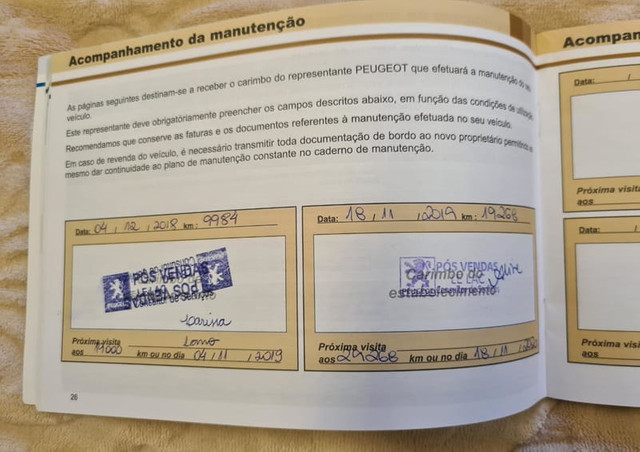 Acompanhamento da manutenção
As páginas seguintes destinam-se a receber o carimbo do representante PEUGEOT que efetuará a manutenção do seu
veículo.
Este representante deve obrigatóriamente preencher os campos descritos abaixo, em função das condições de utilização
Recomendamos que conserve as faturas e os documentos referentes à manutenção efetuada no seu veículo.
Em caso de revenda do veículo, é necessário transmitir toda documentação de bordo ao novo proprietário
mesmo dar continuidade ao plano de manutenção constante no caderno de manutenção.
Data: 04 / 12 / 2018 km: 9984
PÓS VENDAS
Próxima visita
aos 19000 km ou no dia 04 / 11 / 2019
Data: 18 / 11 / 2019 km: 19268
PÓS VENDAS
Carimbo do
estabelecimento
Próxima visita
aos 29268 km ou no dia 18 / 11 /
26
Acompan
Data: /
Próxima visi
aos
Data: /
Próxima visi
aos